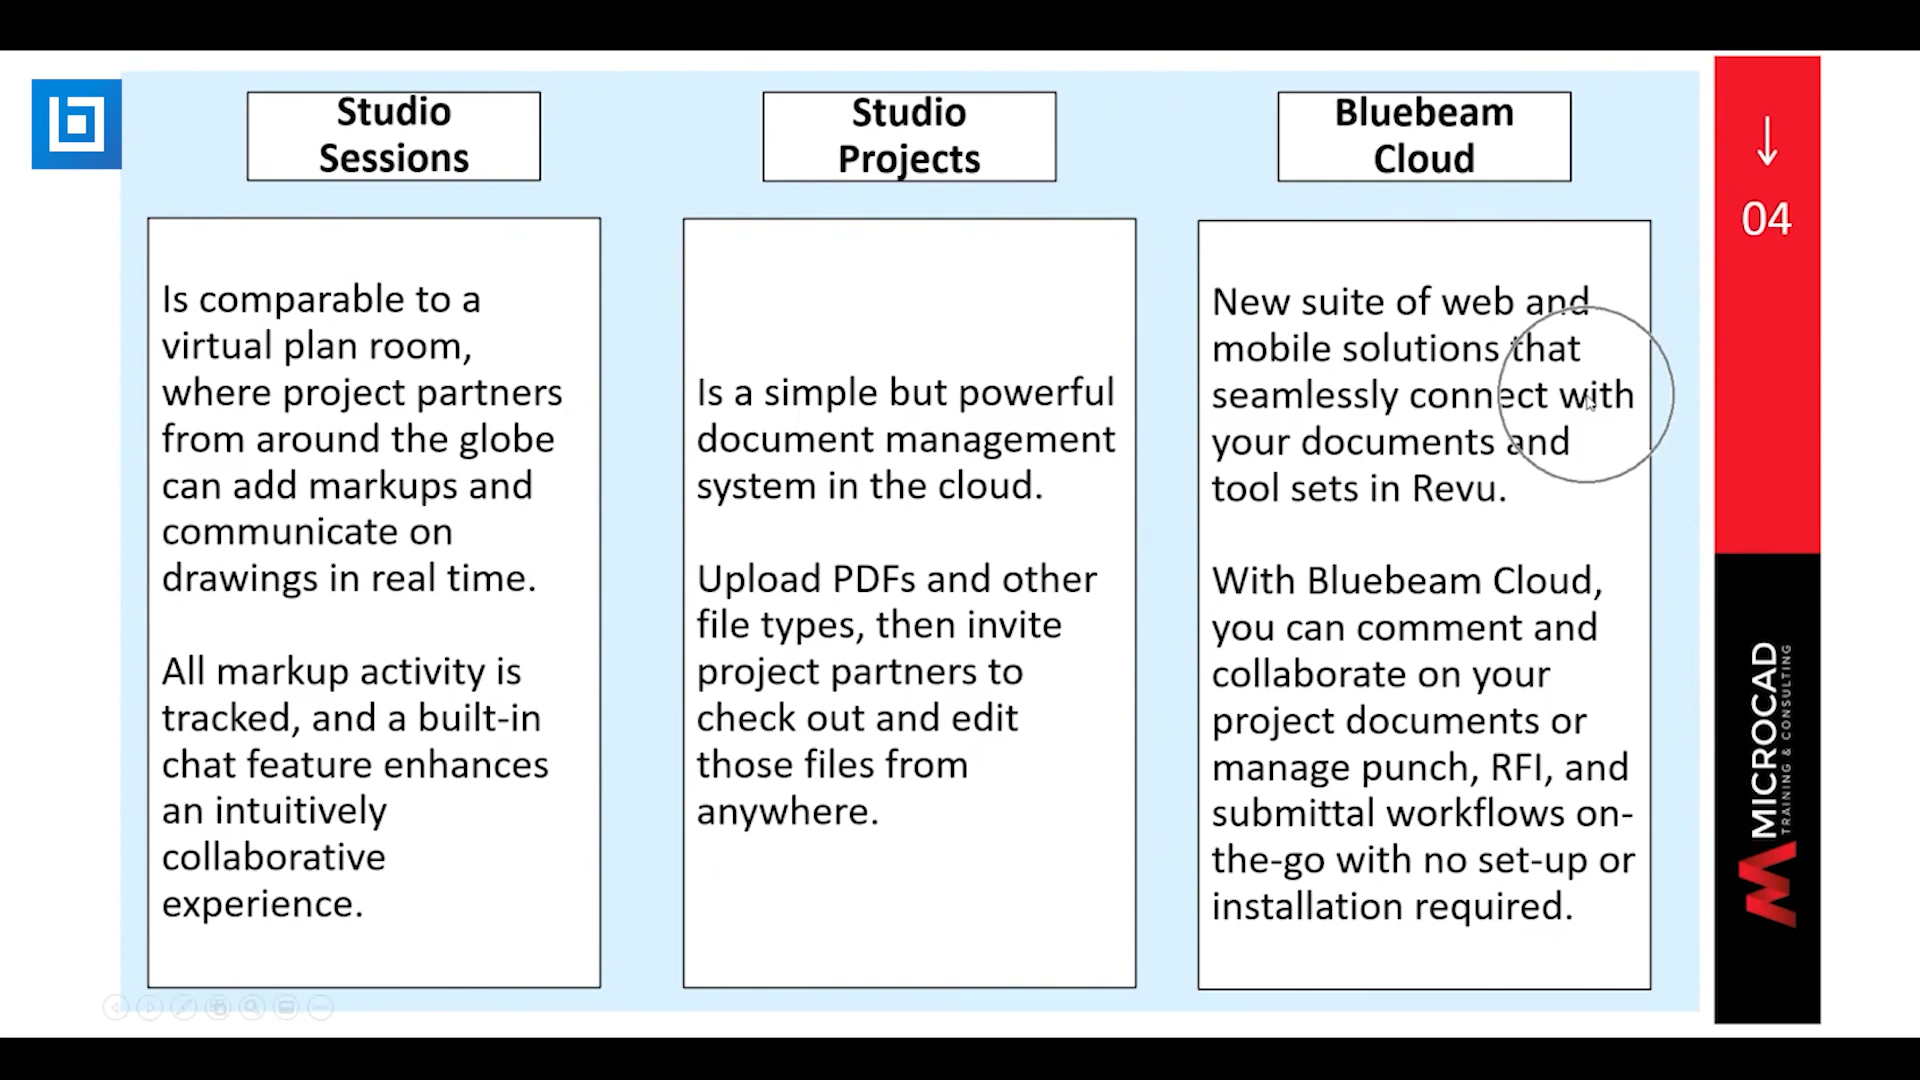 Studio
Sessions
Is comparable to a
virtual plan room,
where project partners
from around the globe
can add markups and
communicate on
drawings in real time.
All markup activity is
tracked, and a built-in
chat feature enhances
an intuitively
collaborative
experience.
Studio
Projects
Is a simple but powerful
document management
system in the cloud.
Upload PDFs and other
file types, then invite
project partners to
check out and edit
those files from
anywhere.
Bluebeam
Cloud
New suite of web and
mobile solutions that
seamlessly connect with
your documents and
tool sets in Revu.
With Bluebeam Cloud,
you can comment and
collaborate on your
project documents or
manage punch, RFI, and
submittal workflows on-
the-go with no set-up or
installation required.
04
MICROCAD
TRAINING & CONSULTING